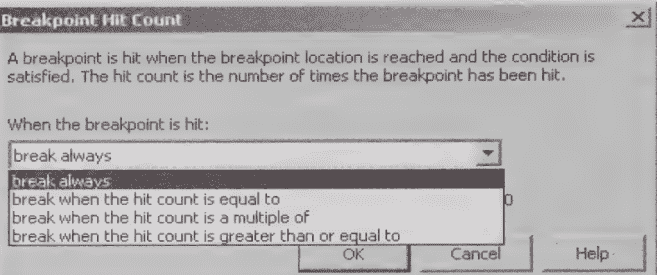 Breakpoint Hit Count
A breakpoint is hit when the breakpoint location is reached and the condition is
satisfied. The hit count is the number of times the breakpoint has been hit.
When the breakpoint is hit:
break always
break always
break when the hit count is equal to
0
break when the hit count is a multiple of
break when the hit count is greater than or equal to
OK Cancel Help